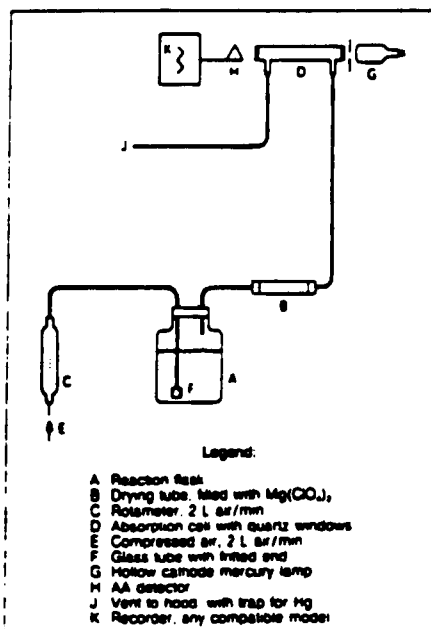 K
H
D
G
J
B
C
F
A
E
Legend:
A Reaction flask
B Drying tube, filled with Mg(ClO₄)₂
C Rotameter, 2 L air/min
D Absorption cell with quartz windows
E Compressed air, 2 L air/min
F Glass tube with fritted end
G Hollow cathode mercury lamp
H AA detector
J Vent to hood, with trap for Hg
K Recorder, any compatible model